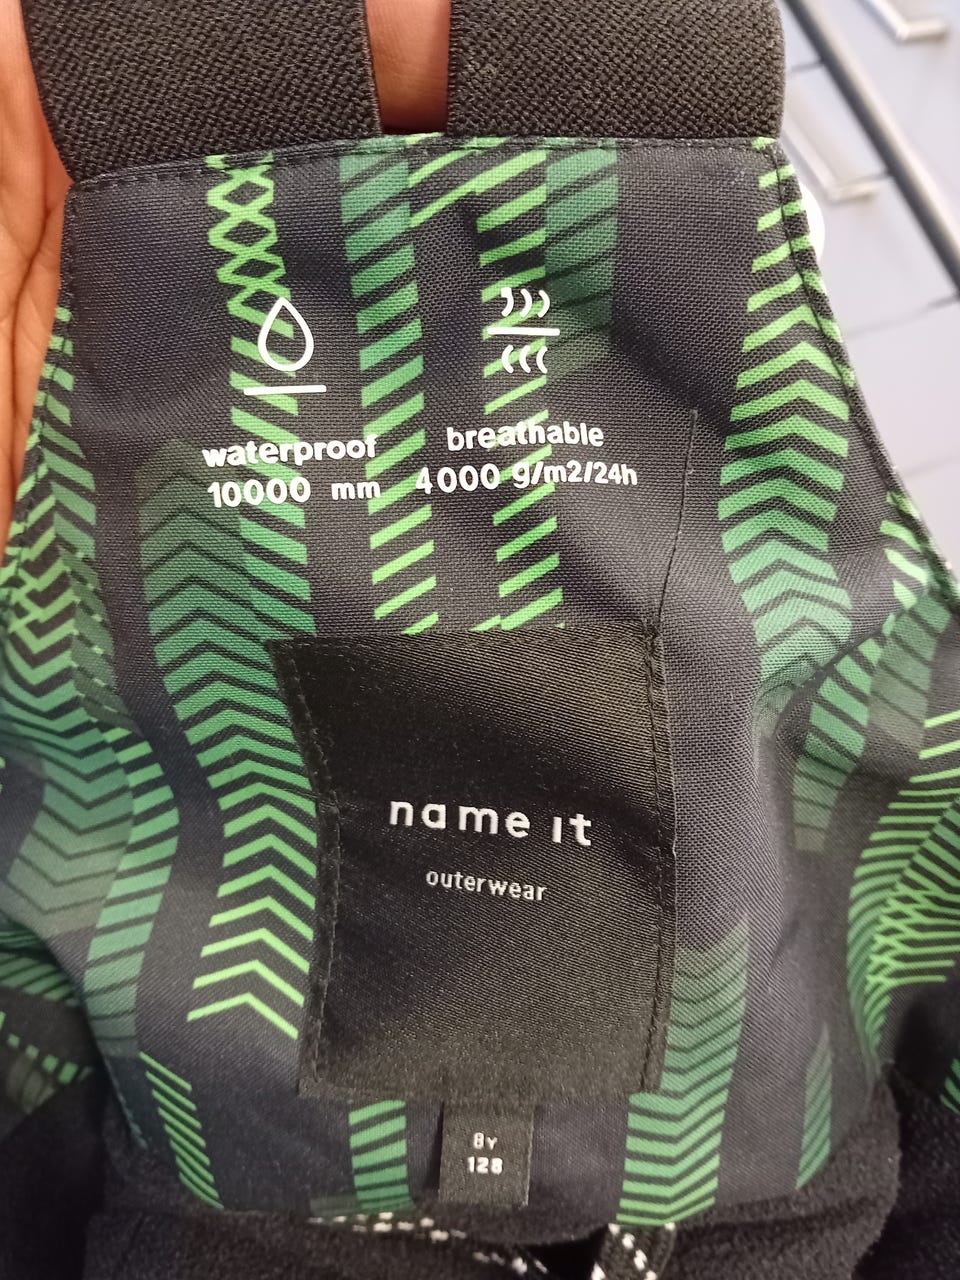 waterproof
10000 mm
breathable
4000 g/m2/24h
name it
outerwear
8Y
128